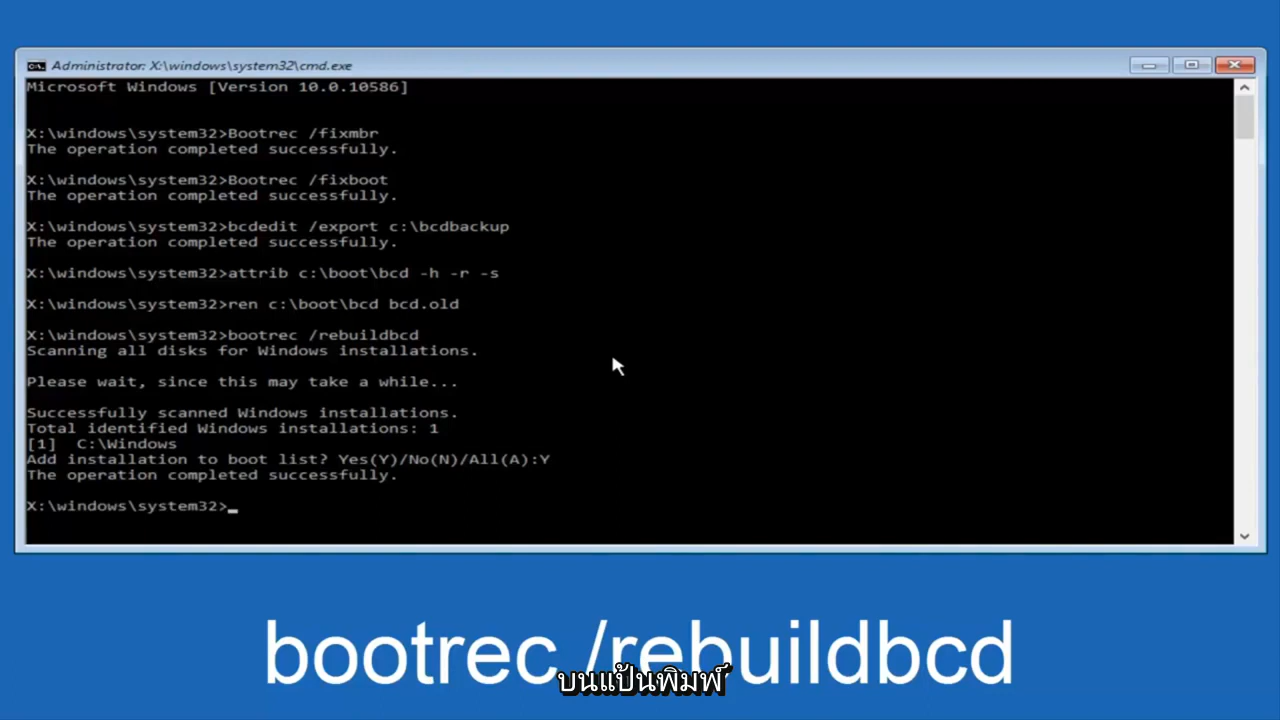 Administrator: X:\windows\system32\cmd.exe
Microsoft Windows [Version 10.0.10586]
X:\windows\system32>Bootrec /fixmbr
The operation completed successfully.
X:\windows\system32>Bootrec /fixboot
The operation completed successfully.
X:\windows\system32>bcdedit /export c:\bcdbackup
The operation completed successfully.
X:\windows\system32>attrib c:\boot\bcd -h -r -s
X:\windows\system32>ren c:\boot\bcd bcd.old
X:\windows\system32>bootrec /rebuildbcd
Scanning all disks for Windows installations.
Please wait, since this may take a while...
Successfully scanned Windows installations.
Total identified Windows installations: 1
[1]  C:\Windows
Add installation to boot list? Yes(Y)/No(N)/All(A):Y
The operation completed successfully.
X:\windows\system32>_
bootrec /rebuildbcd
บนแป้นพิมพ์